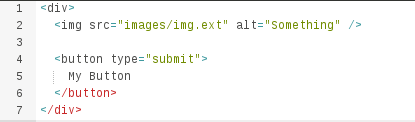 1 <div>
2   <img src="images/img.ext" alt="Something" />
3
4   <button type="submit">
5     My Button
6   </button>
7 </div>